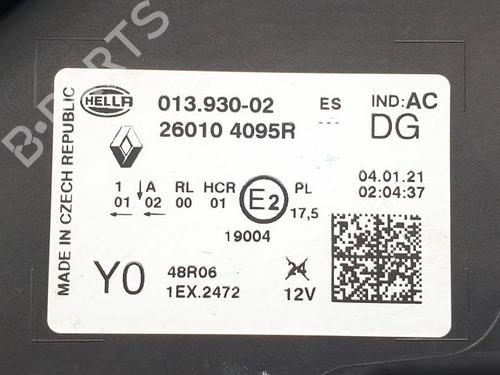 MADE IN CZECH REPUBLIC
HELLA
013.930-02 ES IND:AC
26010 4095R DG
04.01.21
02:04:37
1 A RL HCR E2 PL
01 02 00 01 17,5
19004
Y0 48R06 24
1EX.2472 12V
B-PARTS